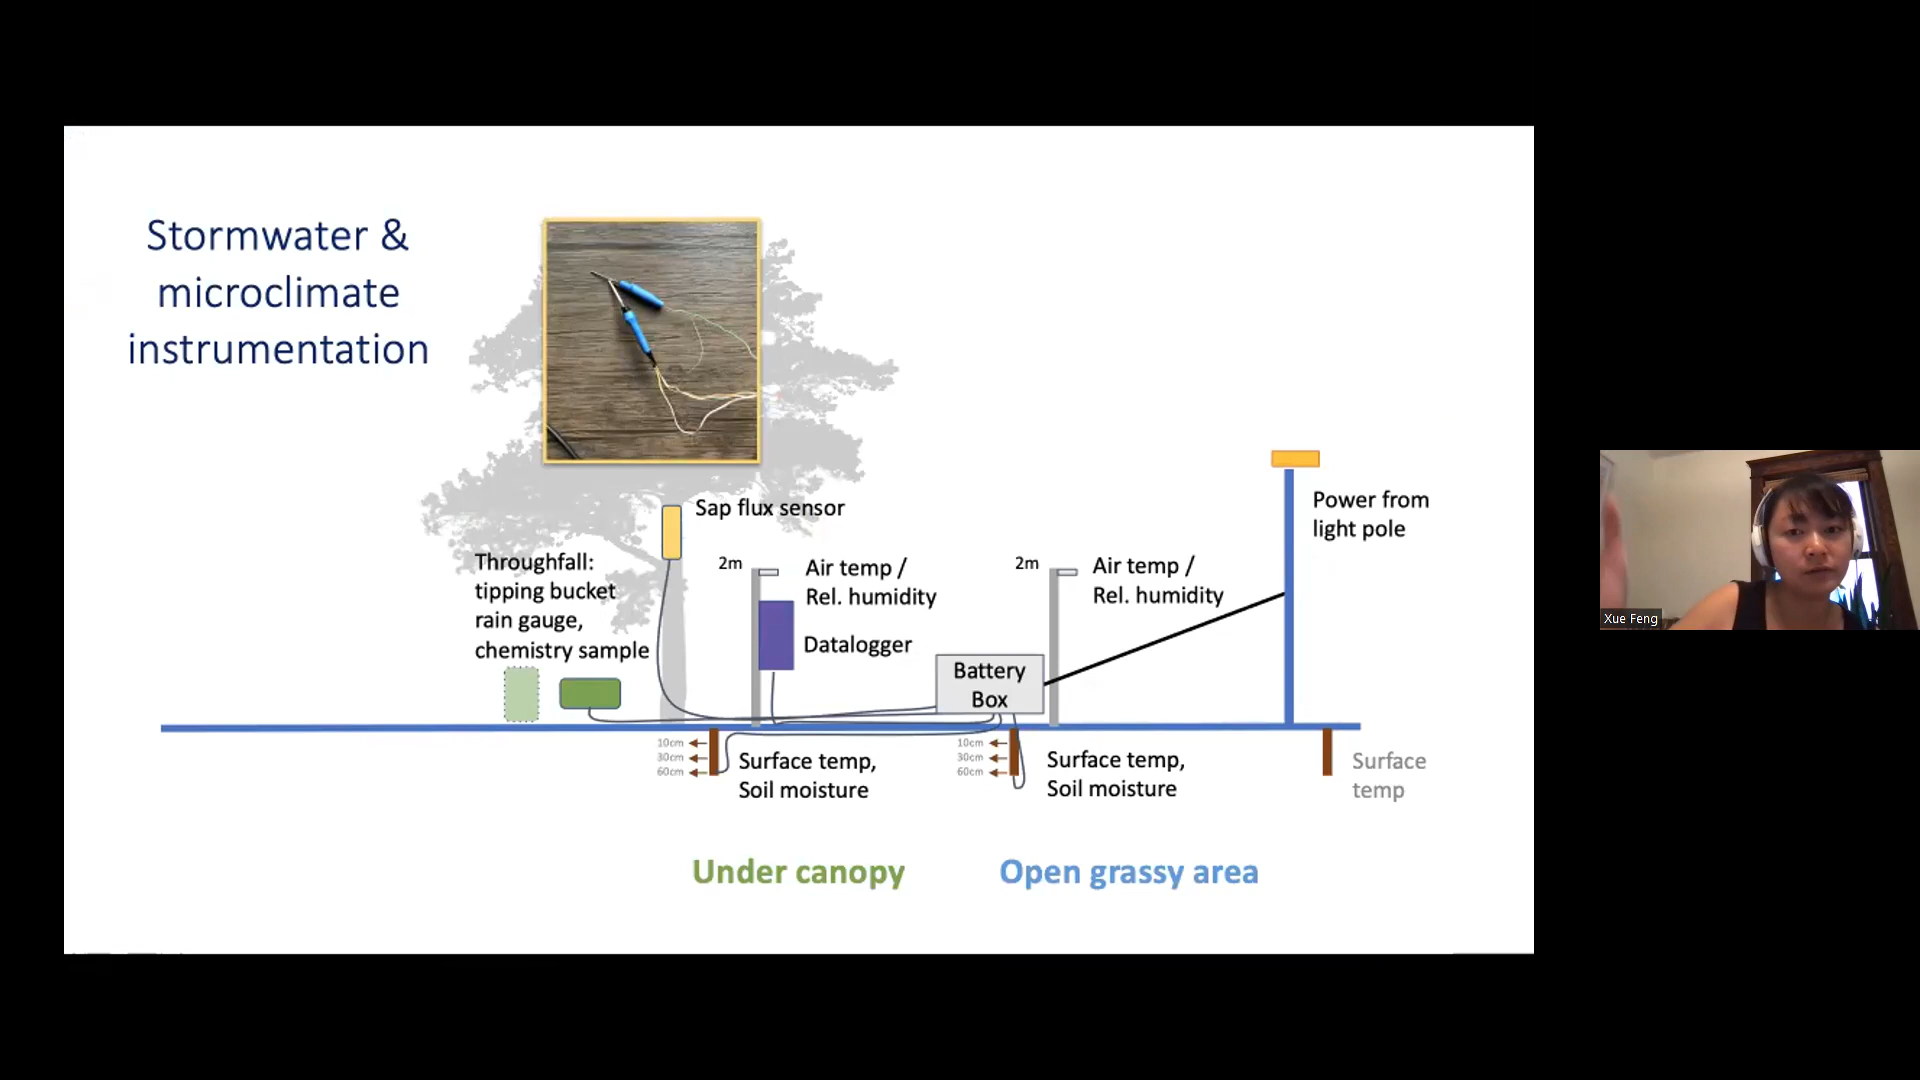 Stormwater &
microclimate
instrumentation
Sap flux sensor
Throughfall:
tipping bucket
rain gauge,
chemistry sample
2m
Air temp /
Rel. humidity
Datalogger
2m
Air temp /
Rel. humidity
Battery
Box
Power from
light pole
10cm
30cm
60cm
Surface temp,
Soil moisture
10cm
30cm
60cm
Surface temp,
Soil moisture
Surface
temp
Under canopy
Open grassy area
Xue Feng